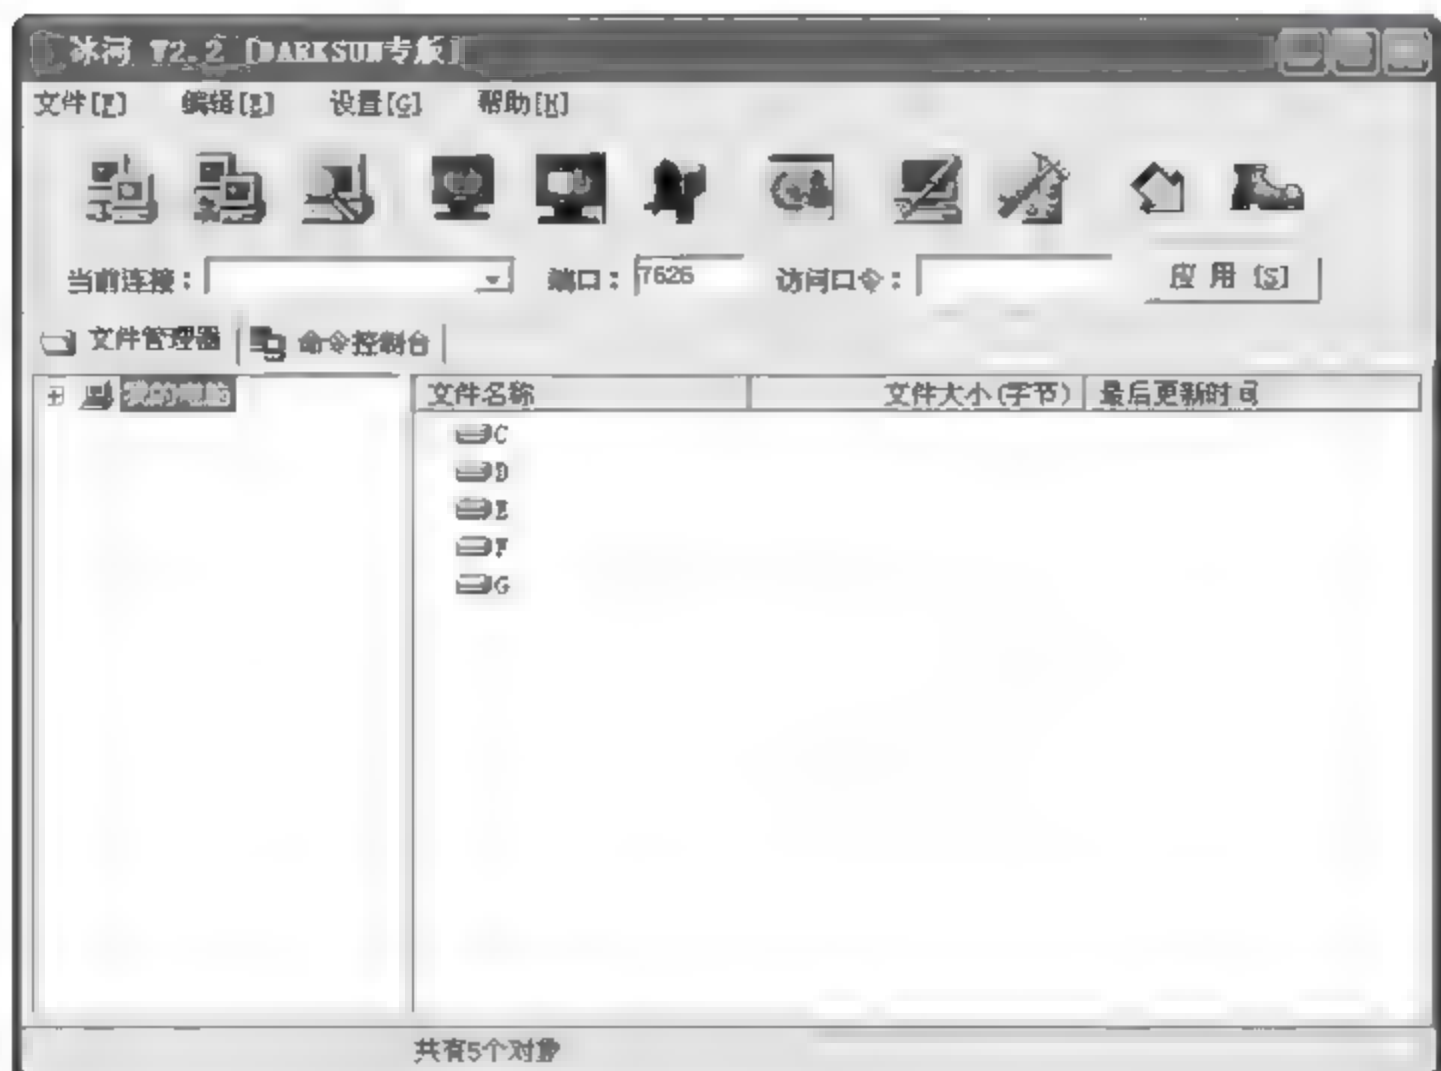 冰河 V2.2 [DARKSUN专版]
文件[F] 编辑[E] 设置[G] 帮助[H]
当前连接： 端口： 7626 访问口令： 应 用 [S]
文件管理器 命令控制台
我的电脑
文件名称 文件大小(字节) 最后更新时间
C
D
E
F
G
共有5个对象